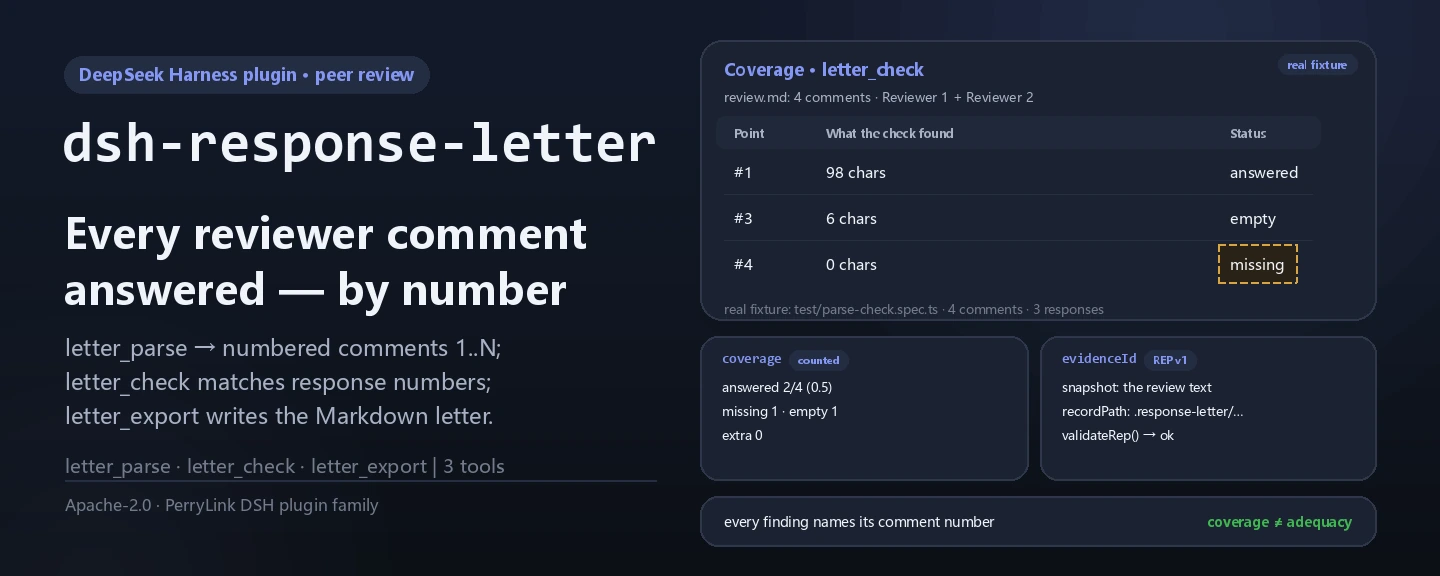 DeepSeek Harness plugin • peer review
dsh-response-letter
Every reviewer comment
answered — by number
letter_parse → numbered comments 1..N;
letter_check matches response numbers;
letter_export writes the Markdown letter.
letter_parse · letter_check · letter_export | 3 tools
Apache-2.0 · PerryLink DSH plugin family
Coverage • letter_check
real fixture
review.md: 4 comments · Reviewer 1 + Reviewer 2
Point What the check found Status
#1 98 chars answered
#3 6 chars empty
#4 0 chars missing
real fixture: test/parse-check.spec.ts · 4 comments · 3 responses
coverage counted
answered 2/4 (0.5)
missing 1 · empty 1
extra 0
evidenceId REP v1
snapshot: the review text
recordPath: .response-letter/...
validateRep() → ok
every finding names its comment number
coverage ≠ adequacy